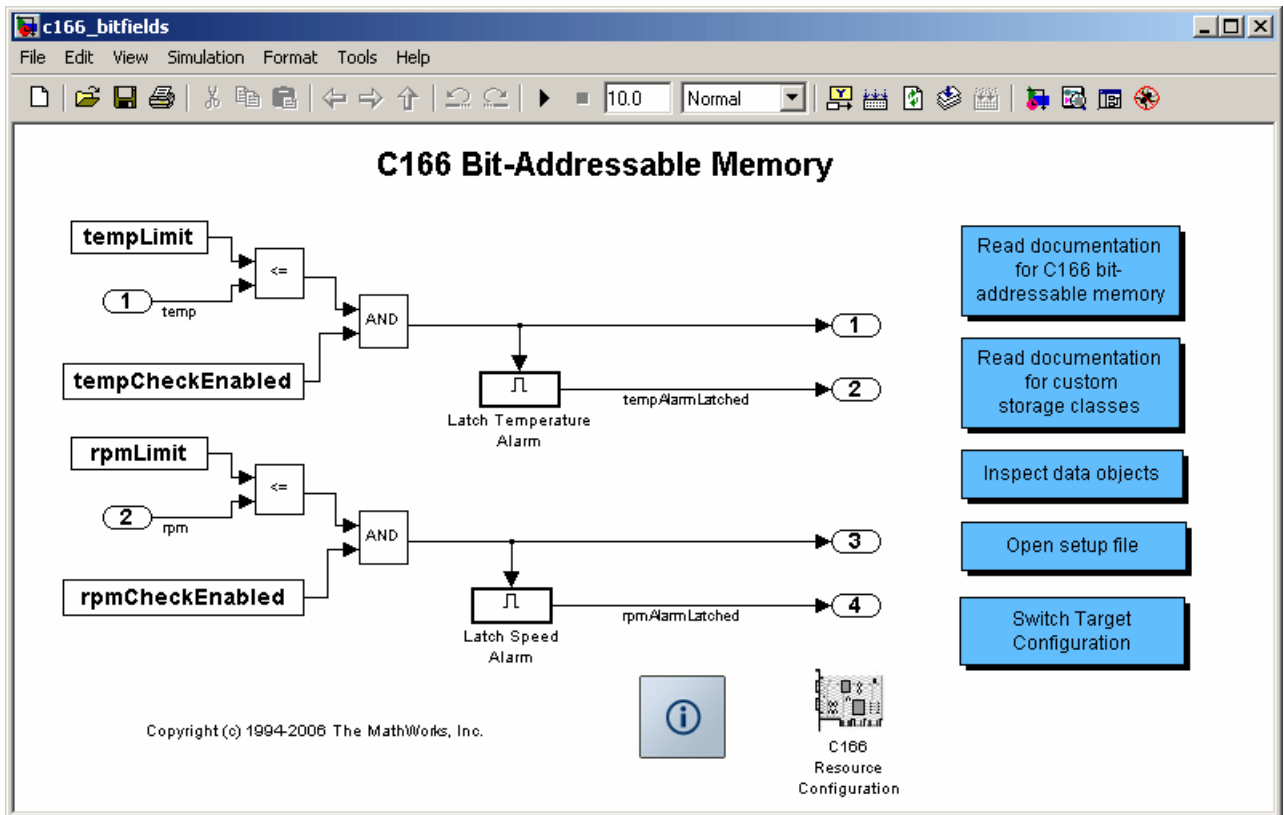 c166_bitfields
File Edit View Simulation Format Tools Help
10.0 Normal
C166 Bit-Addressable Memory
tempLimit
<=
1
temp
AND
1
tempCheckEnabled
2
tempAlarmLatched
Latch Temperature
Alarm
rpmLimit
<=
2
rpm
AND
3
rpmCheckEnabled
4
rpmAlarmLatched
Latch Speed
Alarm
Read documentation
for C166 bit-
addressable memory
Read documentation
for custom
storage classes
Inspect data objects
Open setup file
Switch Target
Configuration
Copyright (c) 1994-2006 The MathWorks, Inc.
i
C166
Resource
Configuration